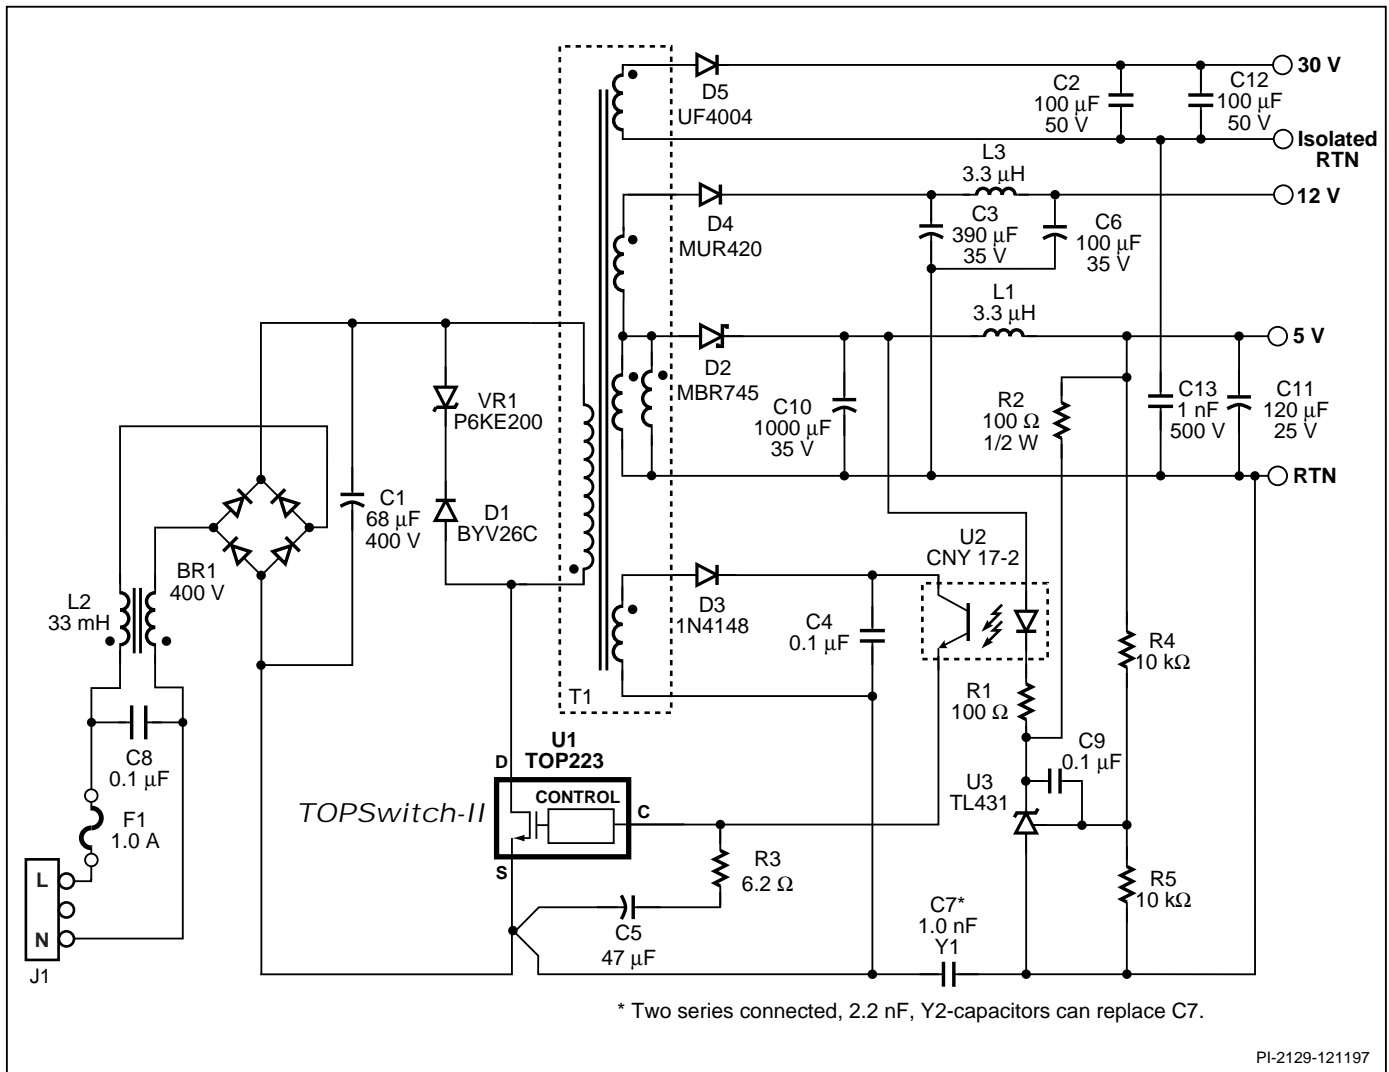 30 V
D5
UF4004
C2
100 µF
50 V
C12
100 µF
50 V
Isolated
RTN
L3
3.3 µH
12 V
D4
MUR420
C3
390 µF
35 V
C6
100 µF
35 V
L1
3.3 µH
5 V
D2
MBR745
C10
1000 µF
35 V
R2
100 Ω
1/2 W
C13
1 nF
500 V
C11
120 µF
25 V
RTN
VR1
P6KE200
C1
68 µF
400 V
D1
BYV26C
BR1
400 V
L2
33 mH
U2
CNY 17-2
D3
1N4148
C4
0.1 µF
R4
10 kΩ
R1
100 Ω
T1
C8
0.1 µF
U1
TOP223
D
CONTROL
C
S
TOPSwitch-II
C9
0.1 µF
U3
TL431
F1
1.0 A
R3
6.2 Ω
R5
10 kΩ
L
N
J1
C5
47 µF
C7*
1.0 nF
Y1
* Two series connected, 2.2 nF, Y2-capacitors can replace C7.
PI-2129-121197